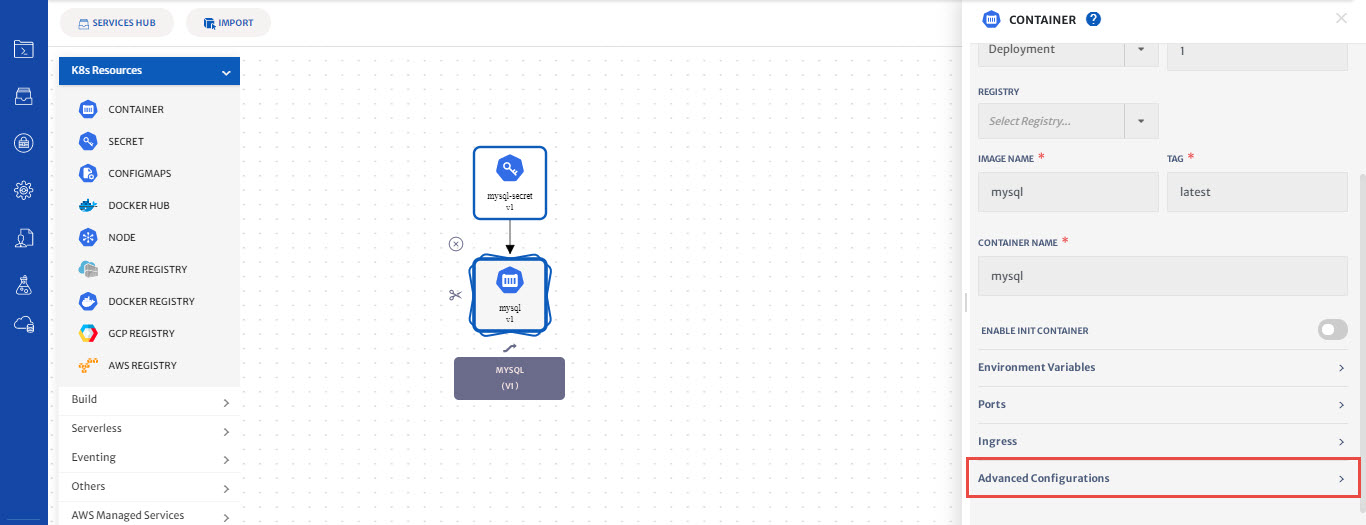 SERVICES HUB
IMPORT
K8s Resources
CONTAINER
SECRET
CONFIGMAPS
DOCKER HUB
NODE
AZURE REGISTRY
DOCKER REGISTRY
GCP REGISTRY
AWS REGISTRY
Build
Serverless
Eventing
Others
AWS Managed Services
mysql-secret
v1
mysql
v1
MYSQL
(V1)
CONTAINER ?
Deployment
1
REGISTRY
Select Registry...
IMAGE NAME *
TAG *
mysql
latest
CONTAINER NAME *
mysql
ENABLE INIT CONTAINER
Environment Variables
Ports
Ingress
Advanced Configurations